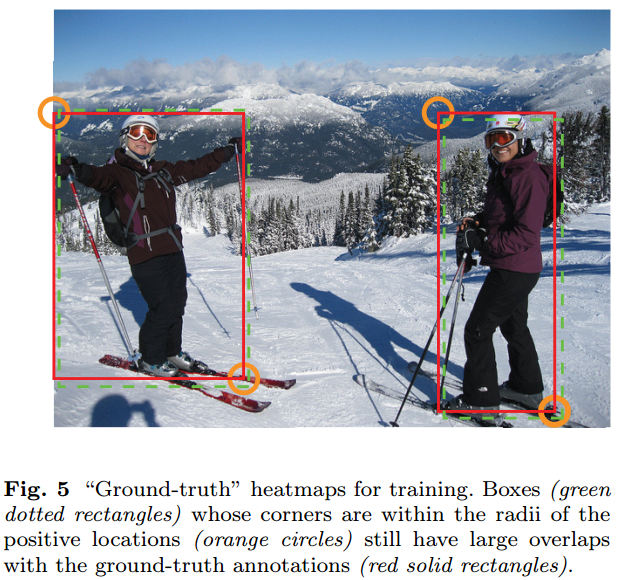 Fig. 5 “Ground-truth” heatmaps for training. Boxes (green
dotted rectangles) whose corners are within the radii of the
positive locations (orange circles) still have large overlaps
with the ground-truth annotations (red solid rectangles).